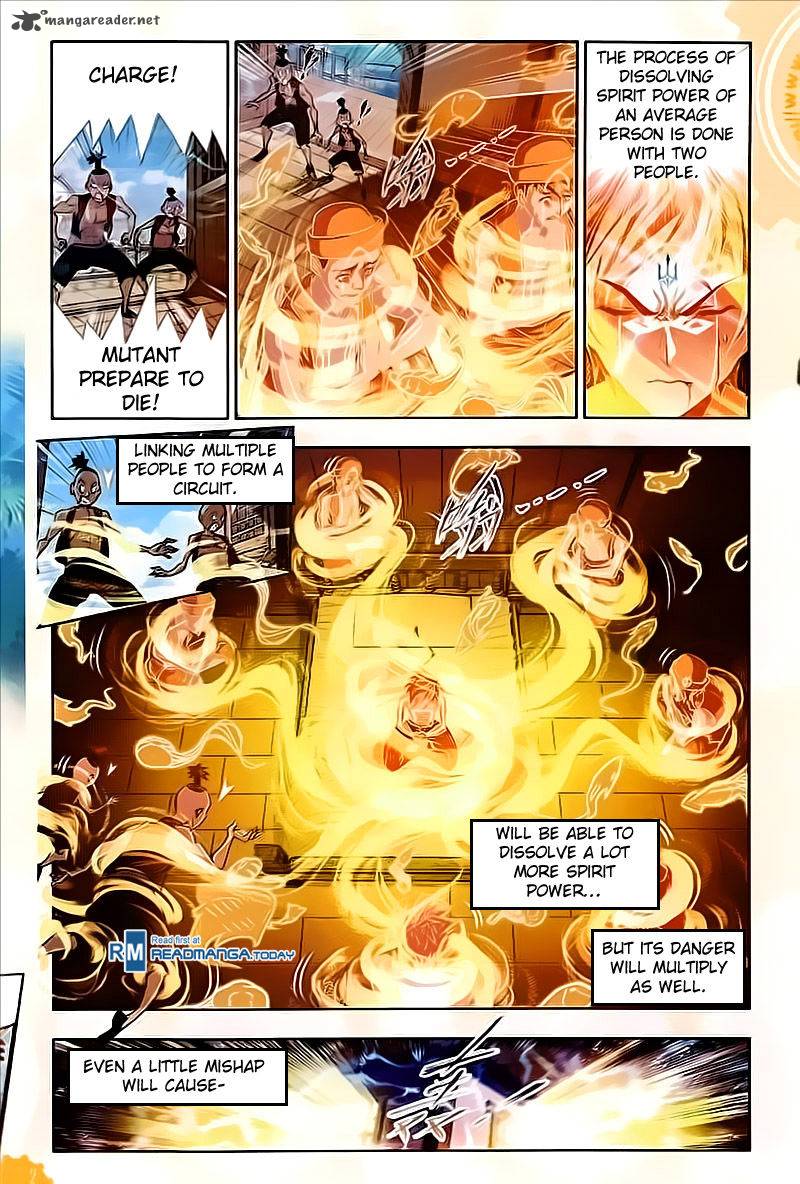 mangareader.net
CHARGE!
MUTANT
PREPARE TO
DIE!
THE PROCESS OF
DISSOLVING
SPIRIT POWER OF
AN AVERAGE
PERSON IS DONE
WITH TWO
PEOPLE.
LINKING MULTIPLE
PEOPLE TO FORM A
CIRCUIT.
WILL BE ABLE TO
DISSOLVE A LOT
MORE SPIRIT
POWER...
BUT ITS DANGER
WILL MULTIPLY
AS WELL.
RM Read first at
READMANGA.TODAY
EVEN A LITTLE MISHAP
WILL CAUSE-